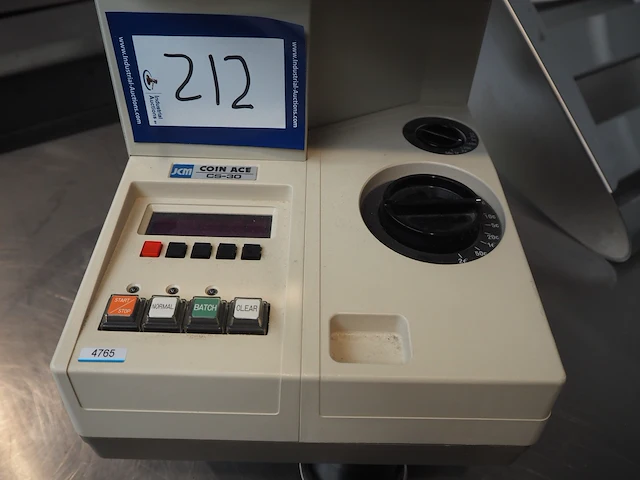 www.Industrial-Auctions.com
212
Industrial
Auctions
www.Industrial-Auctions.com
JCM
COIN ACE
CS-30
START/
STOP
NORMAL
BATCH
CLEAR
4765